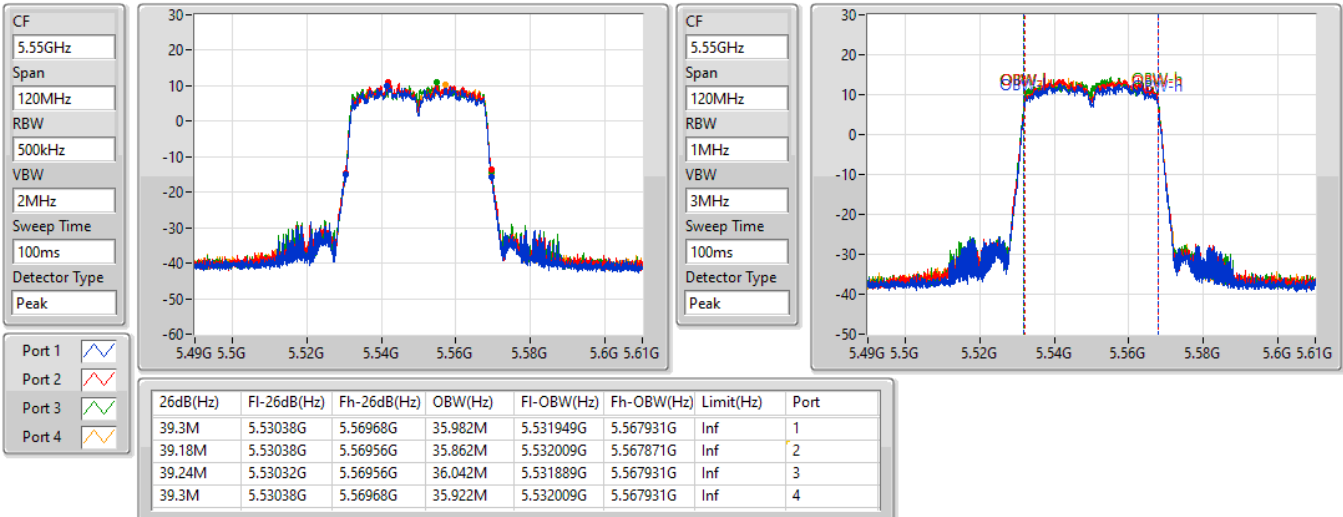 CF
5.55GHz
Span
120MHz
RBW
500kHz
VBW
2MHz
Sweep Time
100ms
Detector Type
Peak
30
20
10
0
-10
-20
-30
-40
-50
-60
5.49G 5.5G 5.52G 5.54G 5.56G 5.58G 5.6G 5.61G
CF
5.55GHz
Span
120MHz
RBW
1MHz
VBW
3MHz
Sweep Time
100ms
Detector Type
Peak
30
20
10
0
-10
-20
-30
-40
-50
OBW-l OBW-h
5.49G 5.5G 5.52G 5.54G 5.56G 5.58G 5.6G 5.61G
Port 1
Port 2
Port 3
Port 4
26dB(Hz) Fl-26dB(Hz) Fh-26dB(Hz) OBW(Hz) Fl-OBW(Hz) Fh-OBW(Hz) Limit(Hz) Port
39.3M 5.53038G 5.56968G 35.982M 5.531949G 5.567931G Inf 1
39.18M 5.53038G 5.56956G 35.862M 5.532009G 5.567871G Inf 2
39.24M 5.53032G 5.56956G 36.042M 5.531889G 5.567931G Inf 3
39.3M 5.53038G 5.56968G 35.922M 5.532009G 5.567931G Inf 4